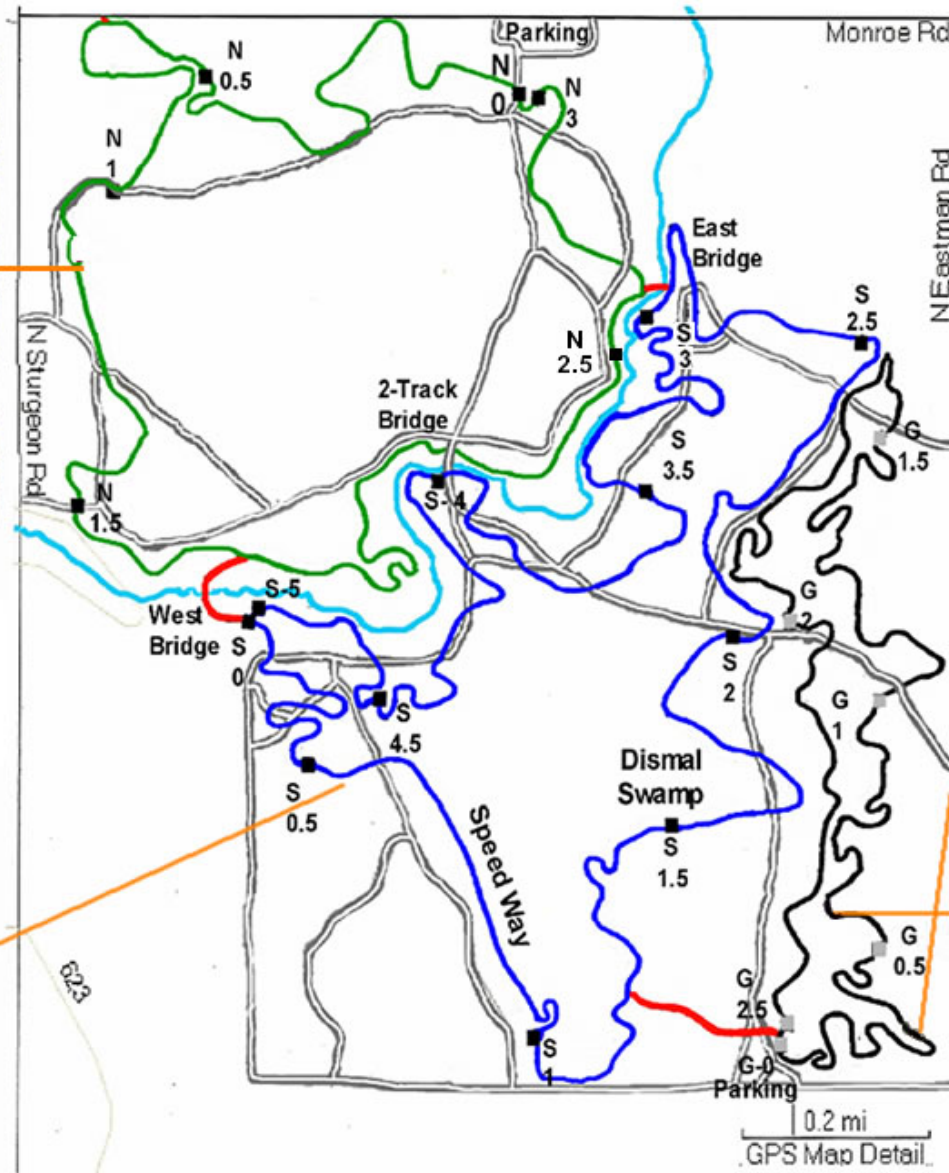 Parking
Monroe Rd
N
0.5
N
0
N
3
N
1
N Eastman Rd
East
Bridge
S
2.5
S
3
N
2.5
N Sturgeon Rd
2-Track
Bridge
G
1.5
S
3.5
S-4
N
1.5
S-5
G
2
West
Bridge
S
0
S
2
G
1
S
4.5
Dismal
Swamp
S
0.5
Speed Way
S
1.5
G
0.5
623
G
2.5
S
1
G-0
Parking
0.2 mi
GPS Map Detail